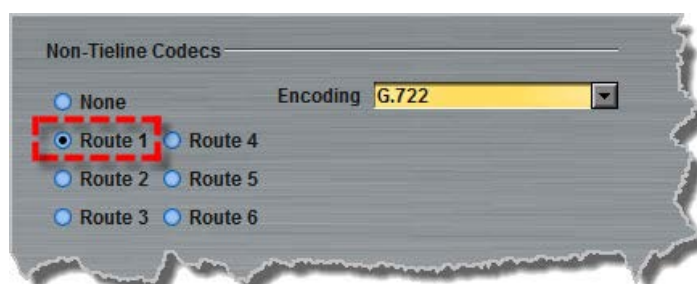 Non-Tieline Codecs
None
Encoding G.722
Route 1 Route 4
Route 2 Route 5
Route 3 Route 6